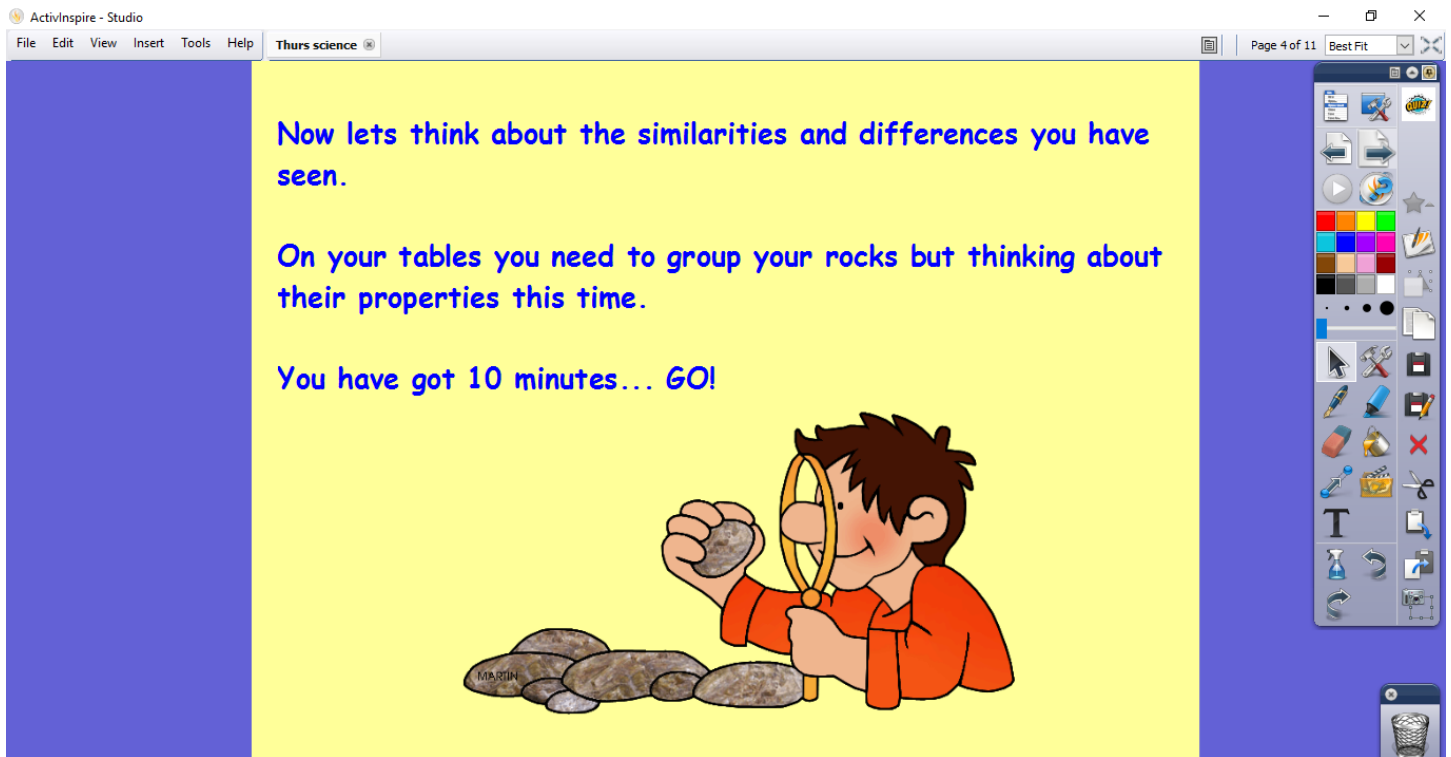 ActivInspire - Studio
File Edit View Insert Tools Help Thurs science Page 4 of 11 Best Fit
QUIZ!
Now lets think about the similarities and differences you have
seen.
On your tables you need to group your rocks but thinking about
their properties this time.
You have got 10 minutes... GO!
MARTIN
T